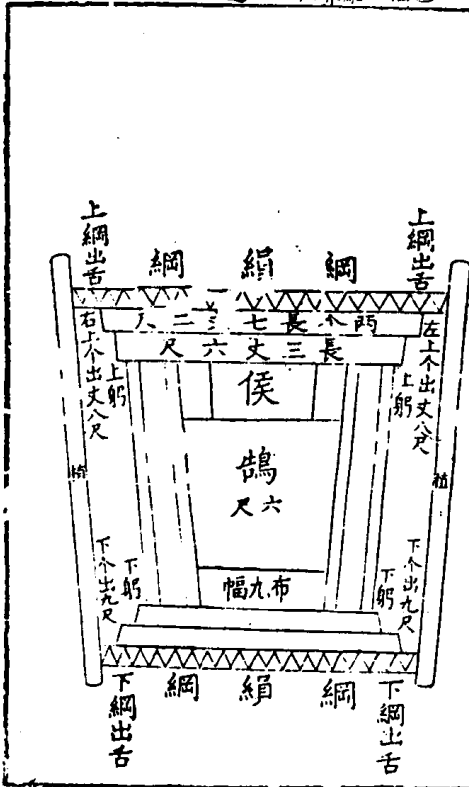 上綱出舌
綱 絹 綱
上綱出舌
兩个長七丈二尺
長三丈六尺
左上个出丈八尺
上躬
侯
鵠
六尺
布九幅
右上个出丈八尺
上躬
植
植
下个出九尺
下躬
下个出九尺
下躬
綱 絹 綱
下綱出舌
下綱出舌